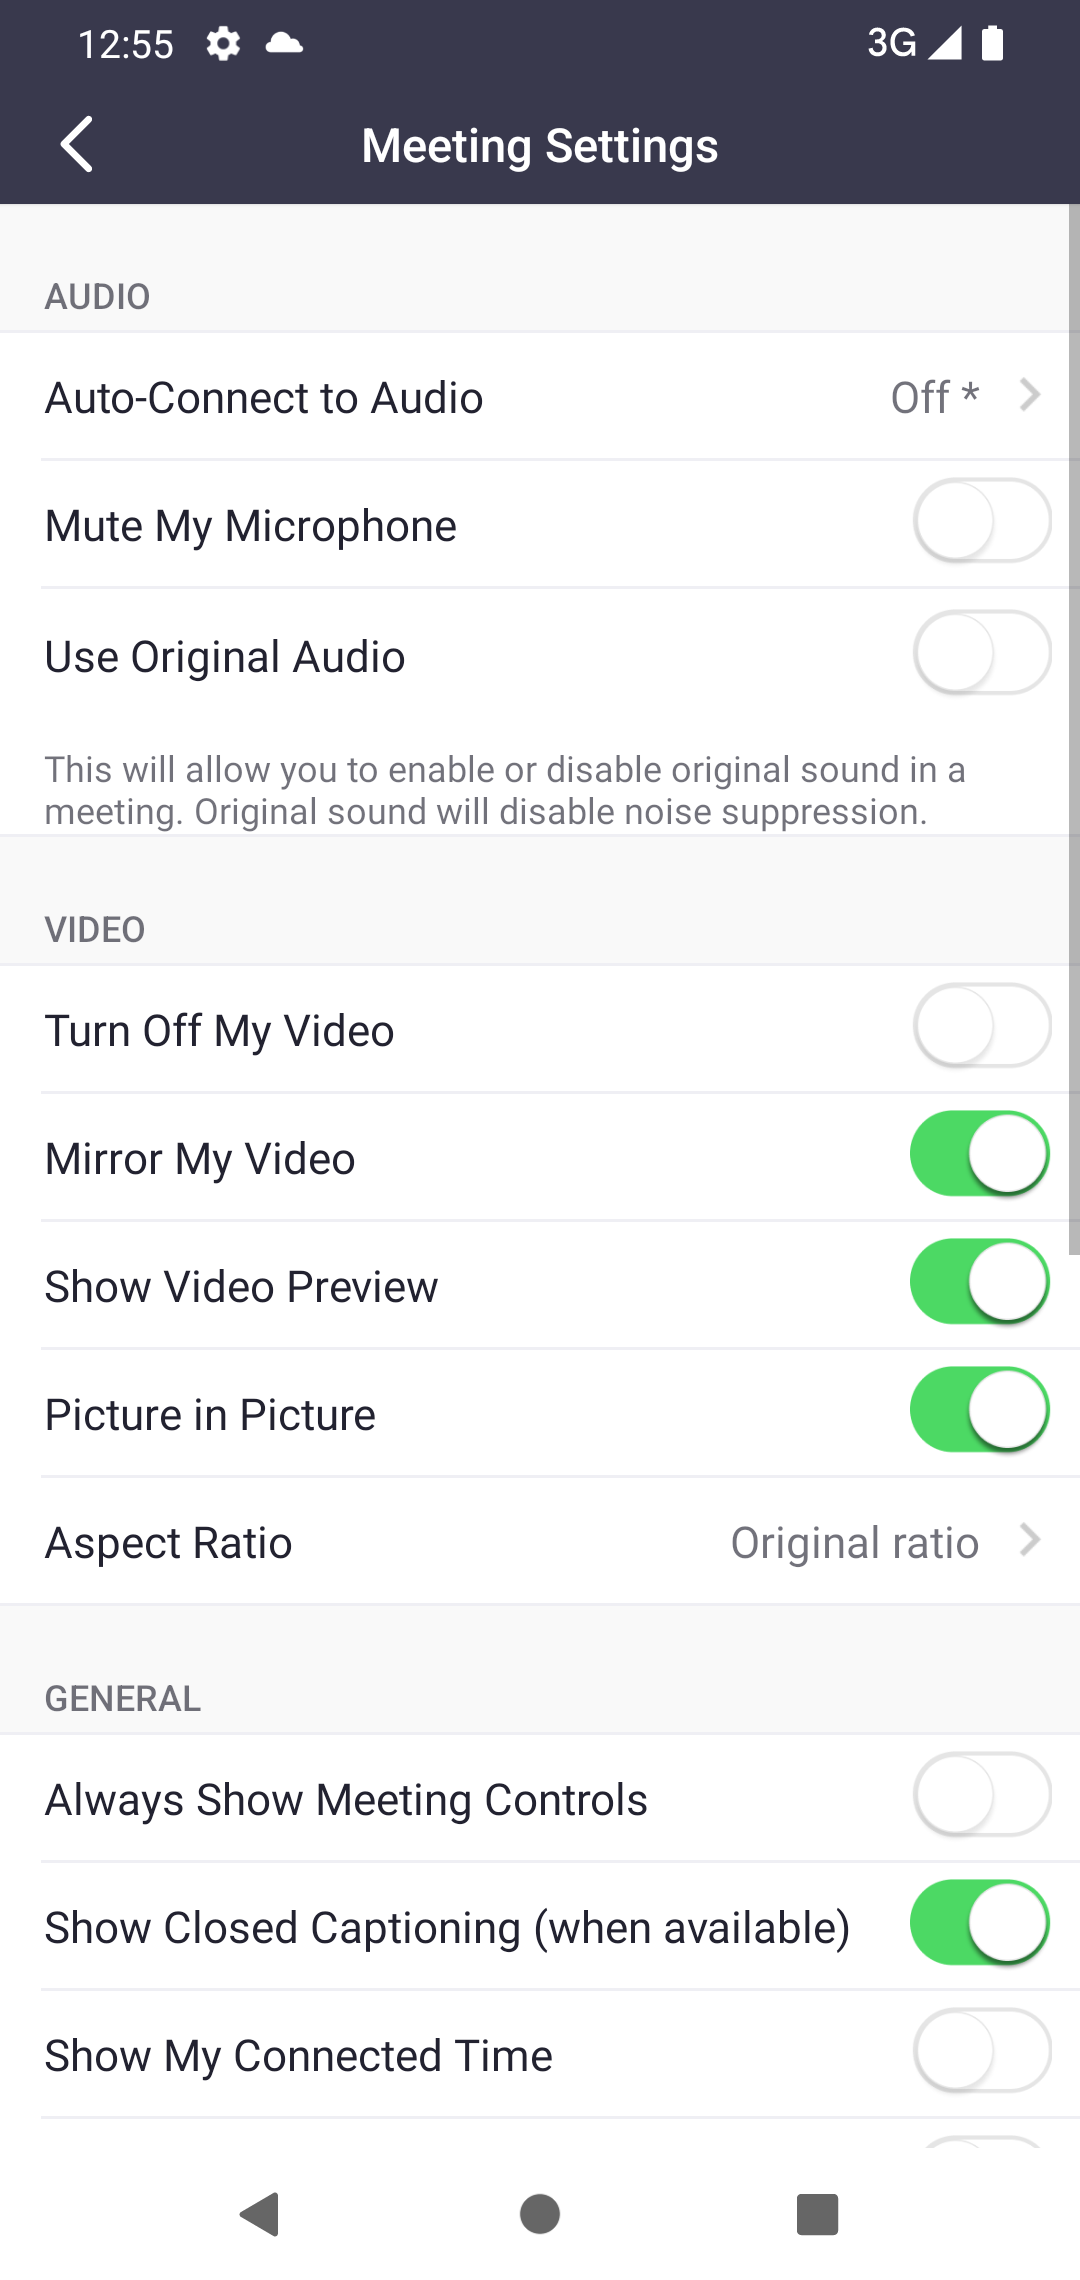 12:55
3G
Meeting Settings
AUDIO
Auto-Connect to Audio
Off *
Mute My Microphone
Use Original Audio
This will allow you to enable or disable original sound in a
meeting. Original sound will disable noise suppression.
VIDEO
Turn Off My Video
Mirror My Video
Show Video Preview
Picture in Picture
Aspect Ratio
Original ratio
GENERAL
Always Show Meeting Controls
Show Closed Captioning (when available)
Show My Connected Time